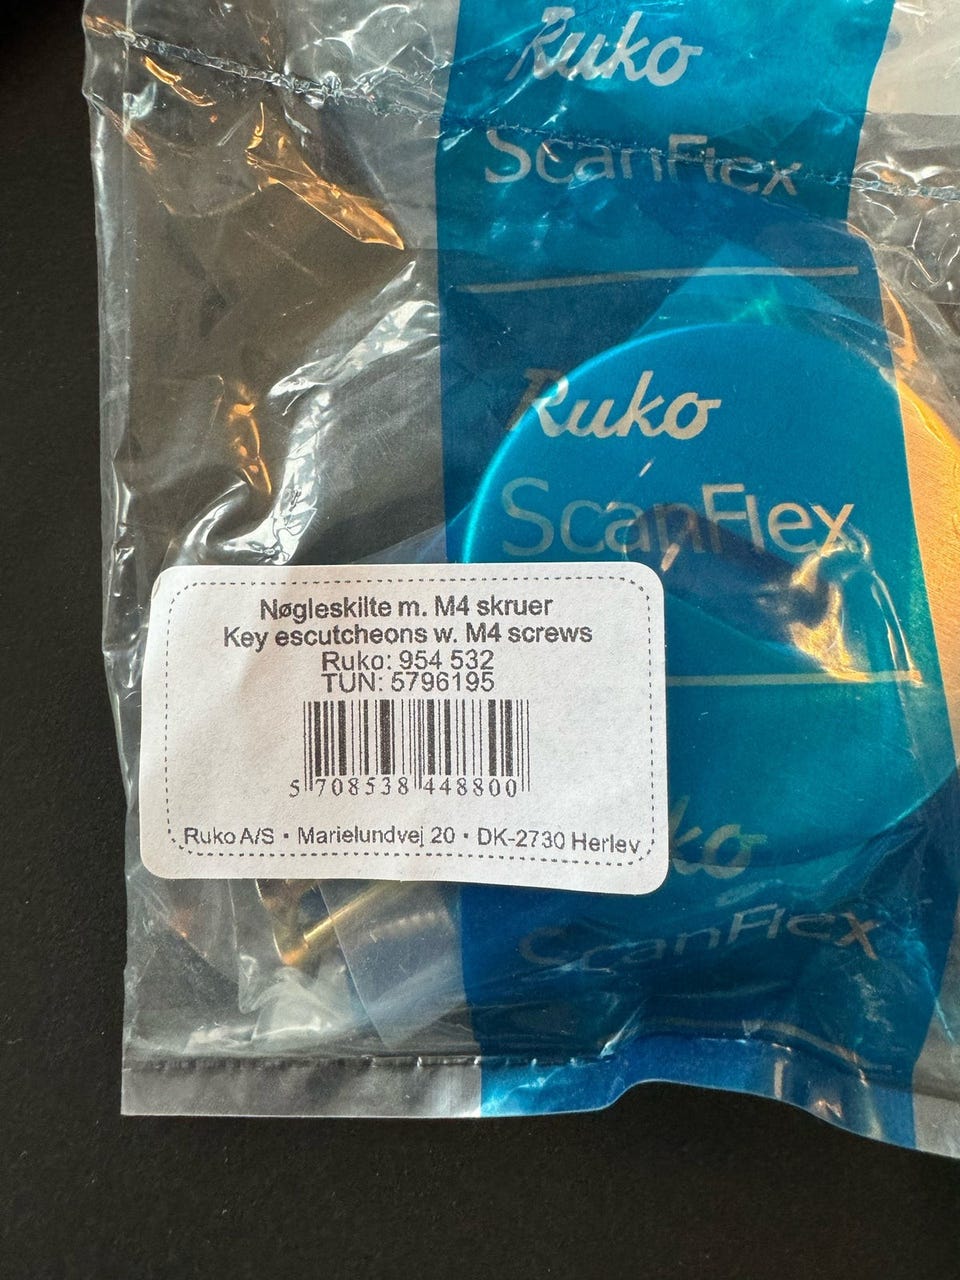 Ruko
ScanFlex
Ruko
ScanFlex
Nøgleskilte m. M4 skruer
Key escutcheons w. M4 screws
Ruko: 954 532
TUN: 5796195
5 708538 448800
Ruko A/S · Marielundvej 20 · DK-2730 Herlev
ko
ScanFlex